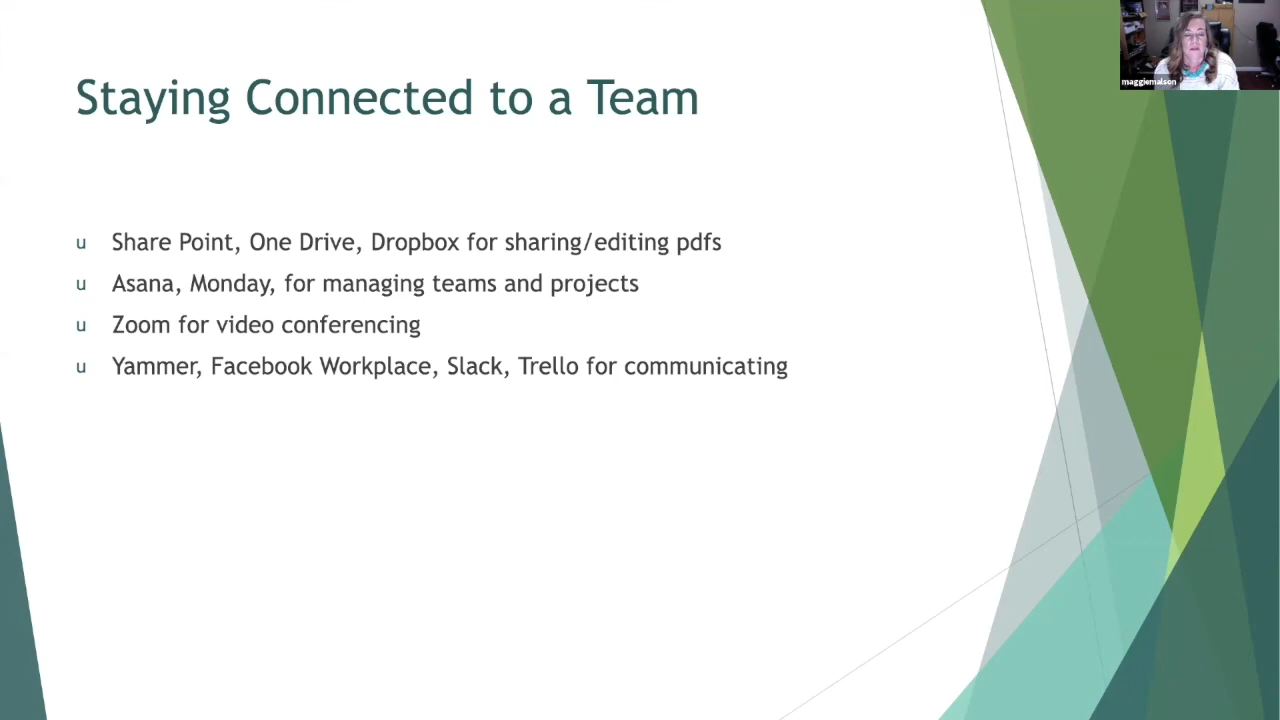 Staying Connected to a Team
u Share Point, One Drive, Dropbox for sharing/editing pdfs
u Asana, Monday, for managing teams and projects
u Zoom for video conferencing
u Yammer, Facebook Workplace, Slack, Trello for communicating
maggiemalson